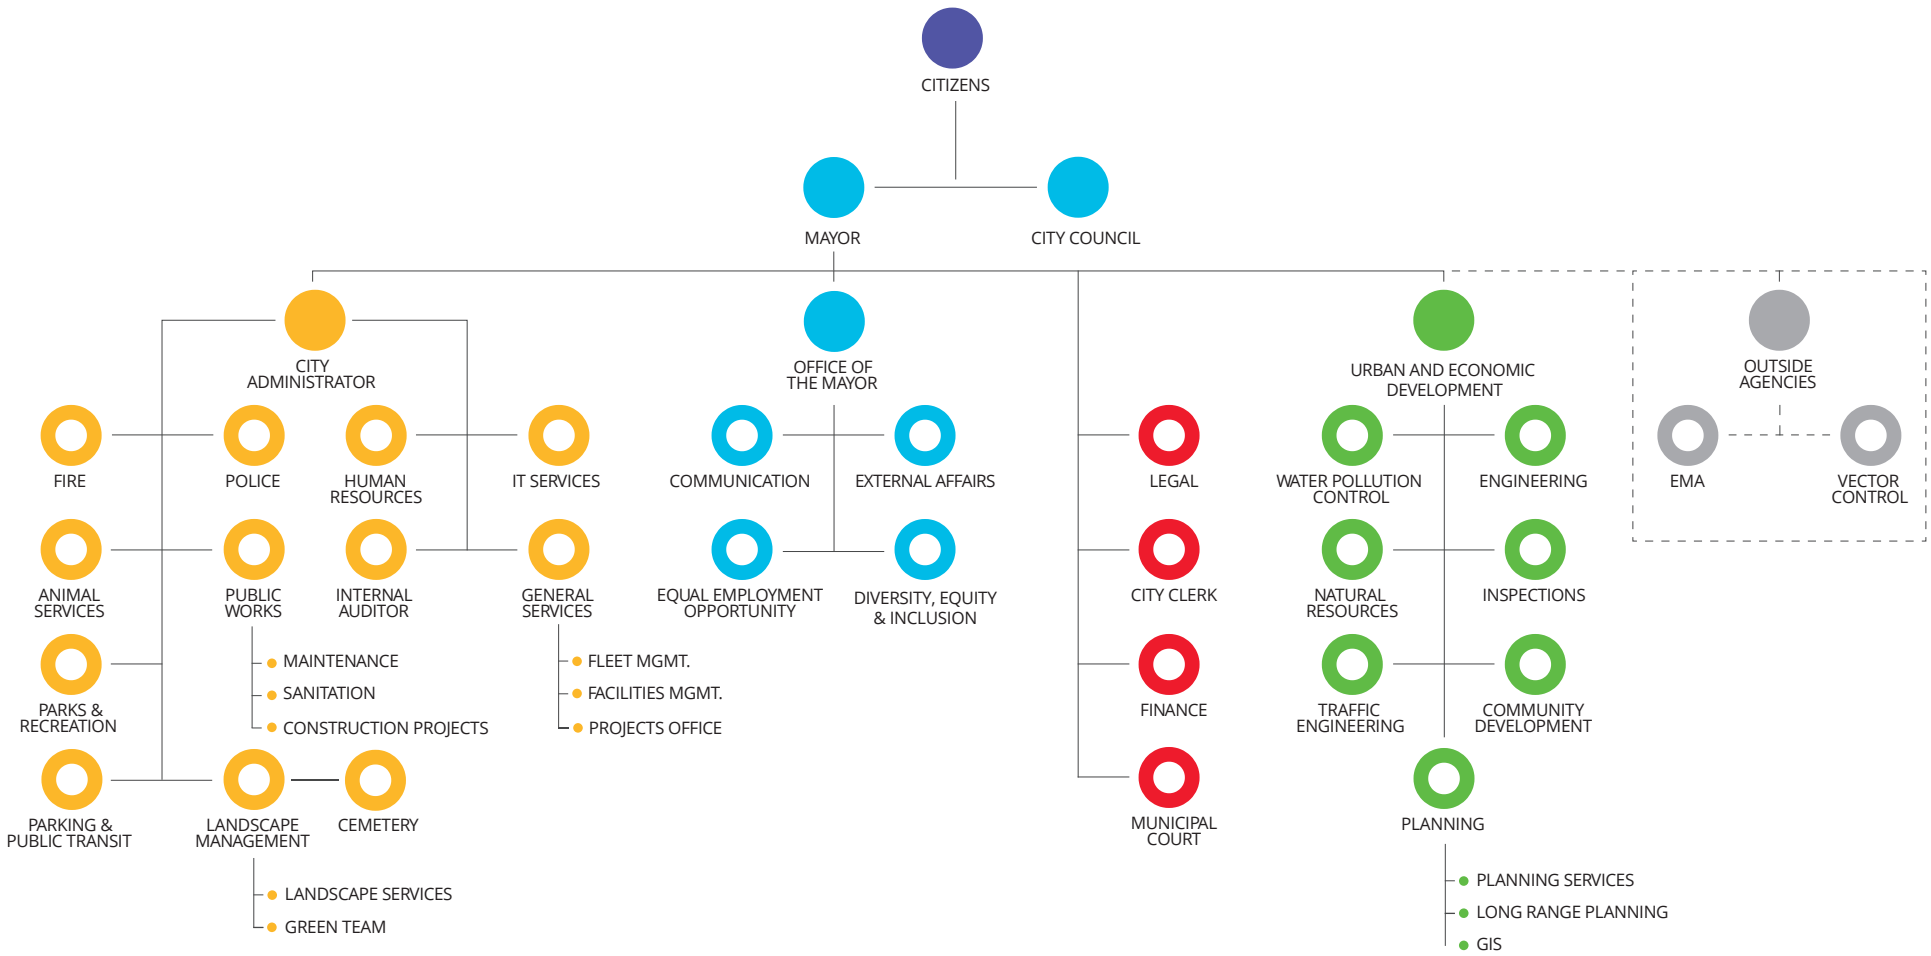 CITIZENS
MAYOR
CITY COUNCIL
CITY
ADMINISTRATOR
OFFICE OF
THE MAYOR
URBAN AND ECONOMIC
DEVELOPMENT
OUTSIDE
AGENCIES
FIRE
POLICE
HUMAN
RESOURCES
IT SERVICES
COMMUNICATION
EXTERNAL AFFAIRS
LEGAL
WATER POLLUTION
CONTROL
ENGINEERING
EMA
VECTOR
CONTROL
ANIMAL
SERVICES
PUBLIC
WORKS
INTERNAL
AUDITOR
GENERAL
SERVICES
EQUAL EMPLOYMENT
OPPORTUNITY
DIVERSITY, EQUITY
& INCLUSION
CITY CLERK
NATURAL
RESOURCES
INSPECTIONS
MAINTENANCE
SANITATION
CONSTRUCTION PROJECTS
FLEET MGMT.
FACILITIES MGMT.
PROJECTS OFFICE
PARKS &
RECREATION
FINANCE
TRAFFIC
ENGINEERING
COMMUNITY
DEVELOPMENT
PARKING &
PUBLIC TRANSIT
LANDSCAPE
MANAGEMENT
CEMETERY
MUNICIPAL
COURT
PLANNING
LANDSCAPE SERVICES
GREEN TEAM
PLANNING SERVICES
LONG RANGE PLANNING
GIS